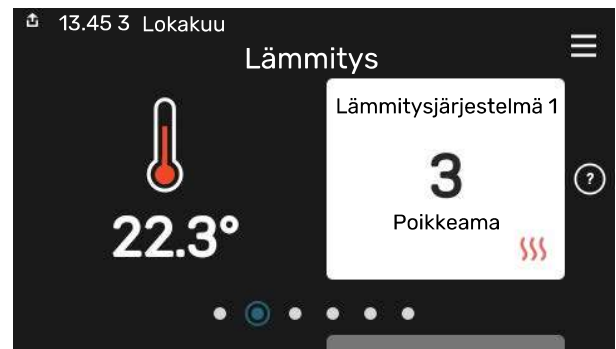 13.45 3 Lokakuu
Lämmitys
Lämmitysjärjestelmä 1
3
Poikkeama
22.3°
?